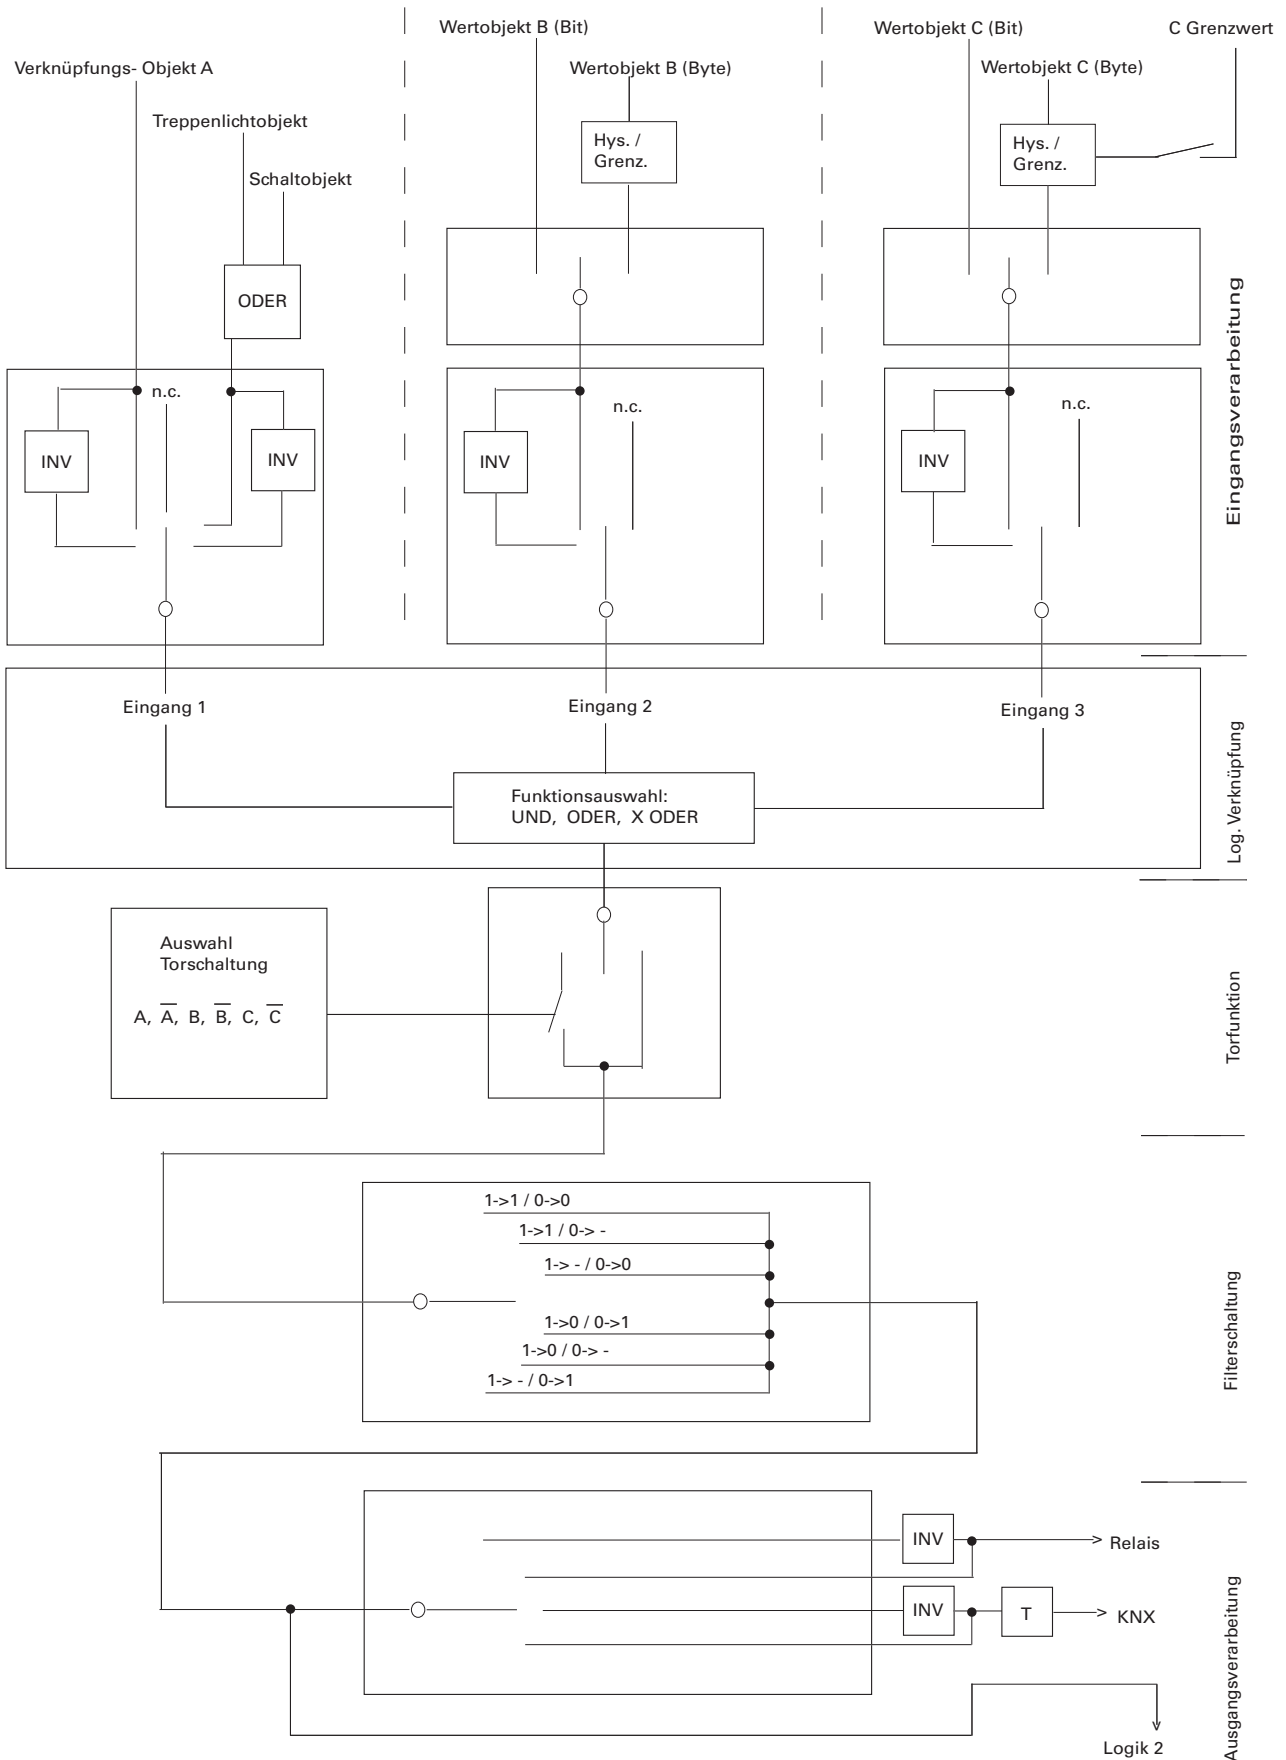 Wertobjekt B (Bit)
Wertobjekt C (Bit)
C Grenzwert
Verknüpfungs- Objekt A
Wertobjekt B (Byte)
Wertobjekt C (Byte)
Treppenlichtobjekt
Hys. /
Grenz.
Hys. /
Grenz.
Schaltobjekt
ODER
Eingangsverarbeitung
n.c.
n.c.
n.c.
INV
INV
INV
INV
Eingang 1
Eingang 2
Eingang 3
Funktionsauswahl:
UND, ODER, X ODER
Log. Verknüpfung
Auswahl
Torschaltung
A, A̅, B, B̅, C, C̅
Torfunktion
1->1 / 0->0
1->1 / 0-> -
1-> - / 0->0
1->0 / 0->1
1->0 / 0-> -
1-> - / 0->1
Filterschaltung
INV
Relais
INV
T
KNX
Logik 2
Ausgangsverarbeitung